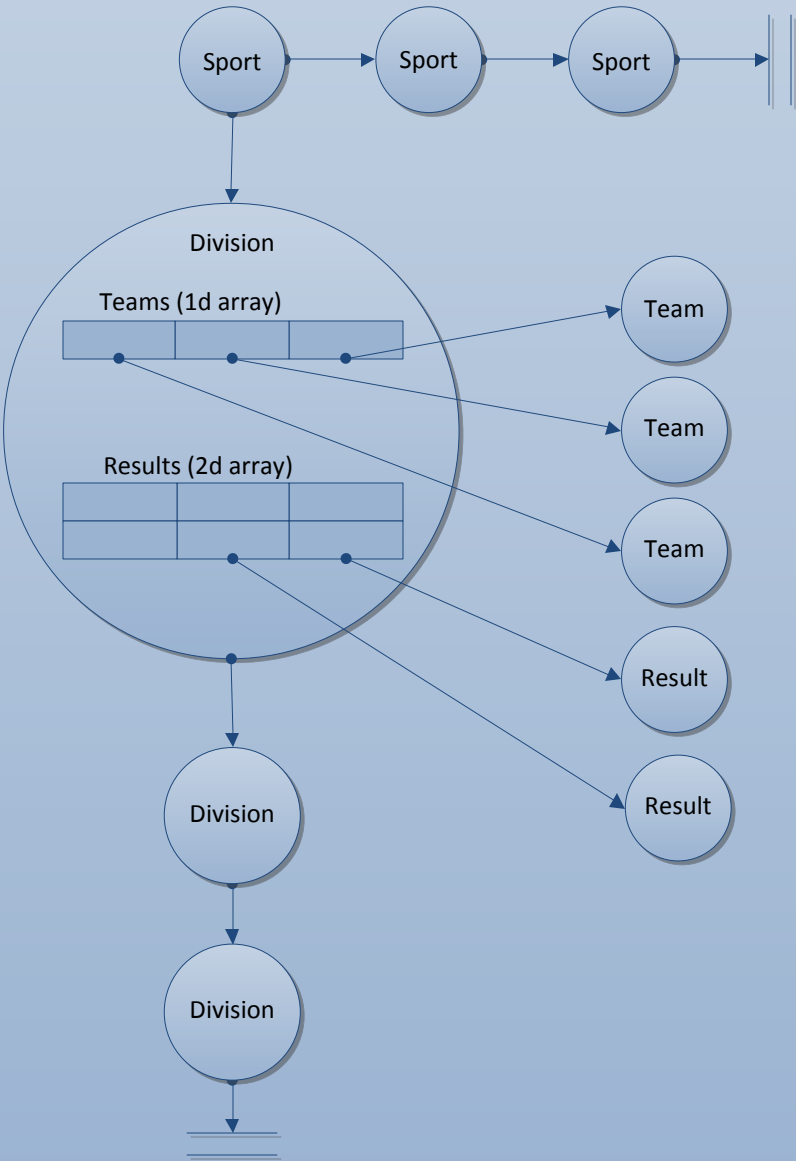 Sport
Sport
Sport
Division
Teams (1d array)
Team
Team
Results (2d array)
Team
Result
Result
Division
Division